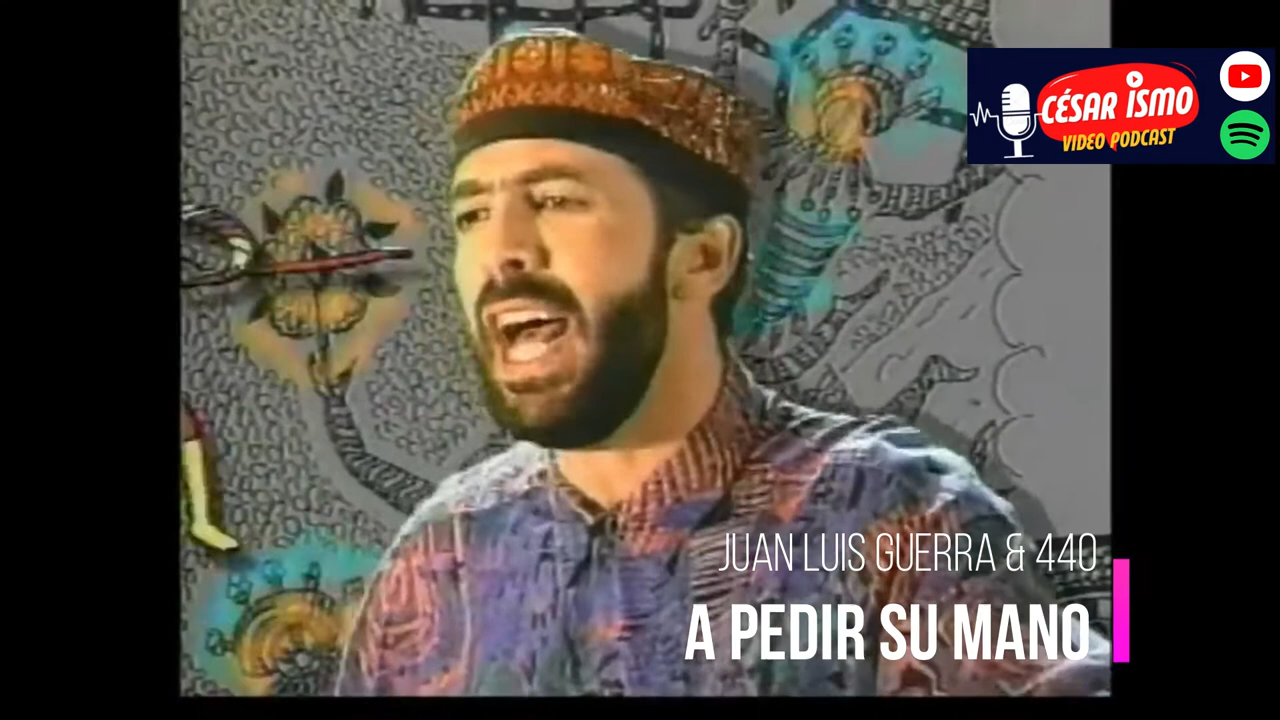 CÉSAR ISMO
VIDEO PODCAST
JUAN LUIS GUERRA & 440
A PEDIR SU MANO